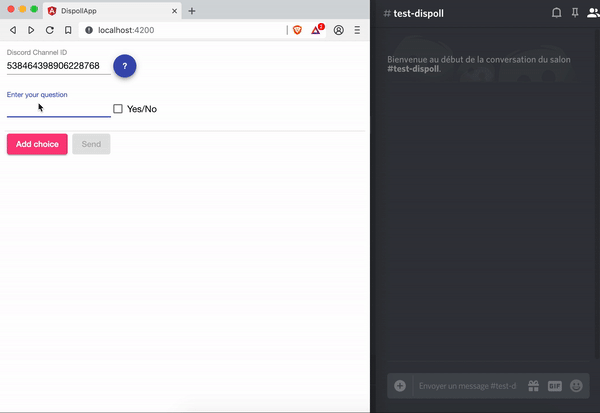 DispollApp
localhost:4200
1
Discord Channel ID
538464398906228768
?
Enter your question
Yes/No
Add choice
Send
# test-dispoll
Bienvenue au début de la conversation du salon
#test-dispoll.
Envoyer un message #test-d
GIF